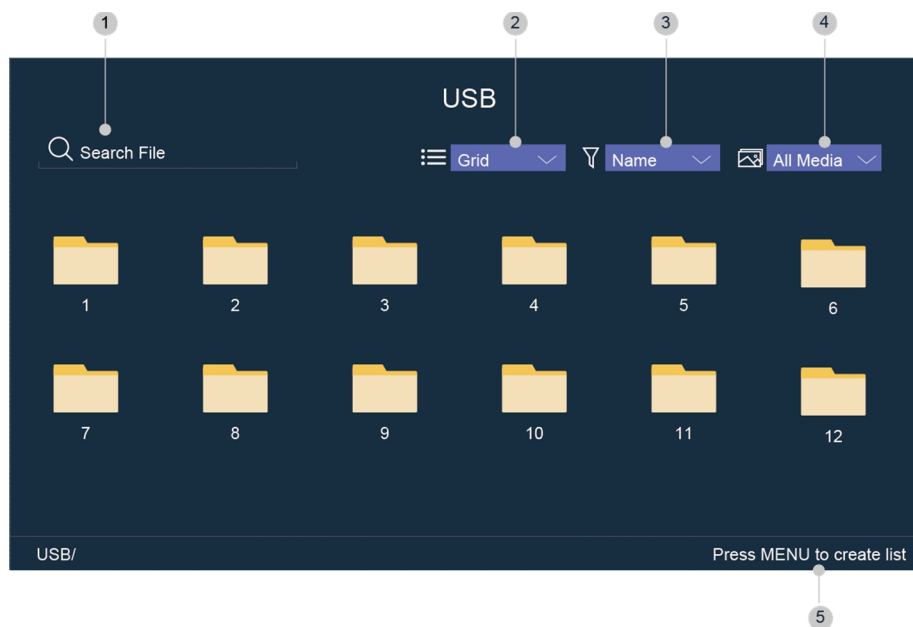 1 2 3 4
USB
Search File Grid Name All Media
1 2 3 4 5 6
7 8 9 10 11 12
USB/ Press MENU to create list
5